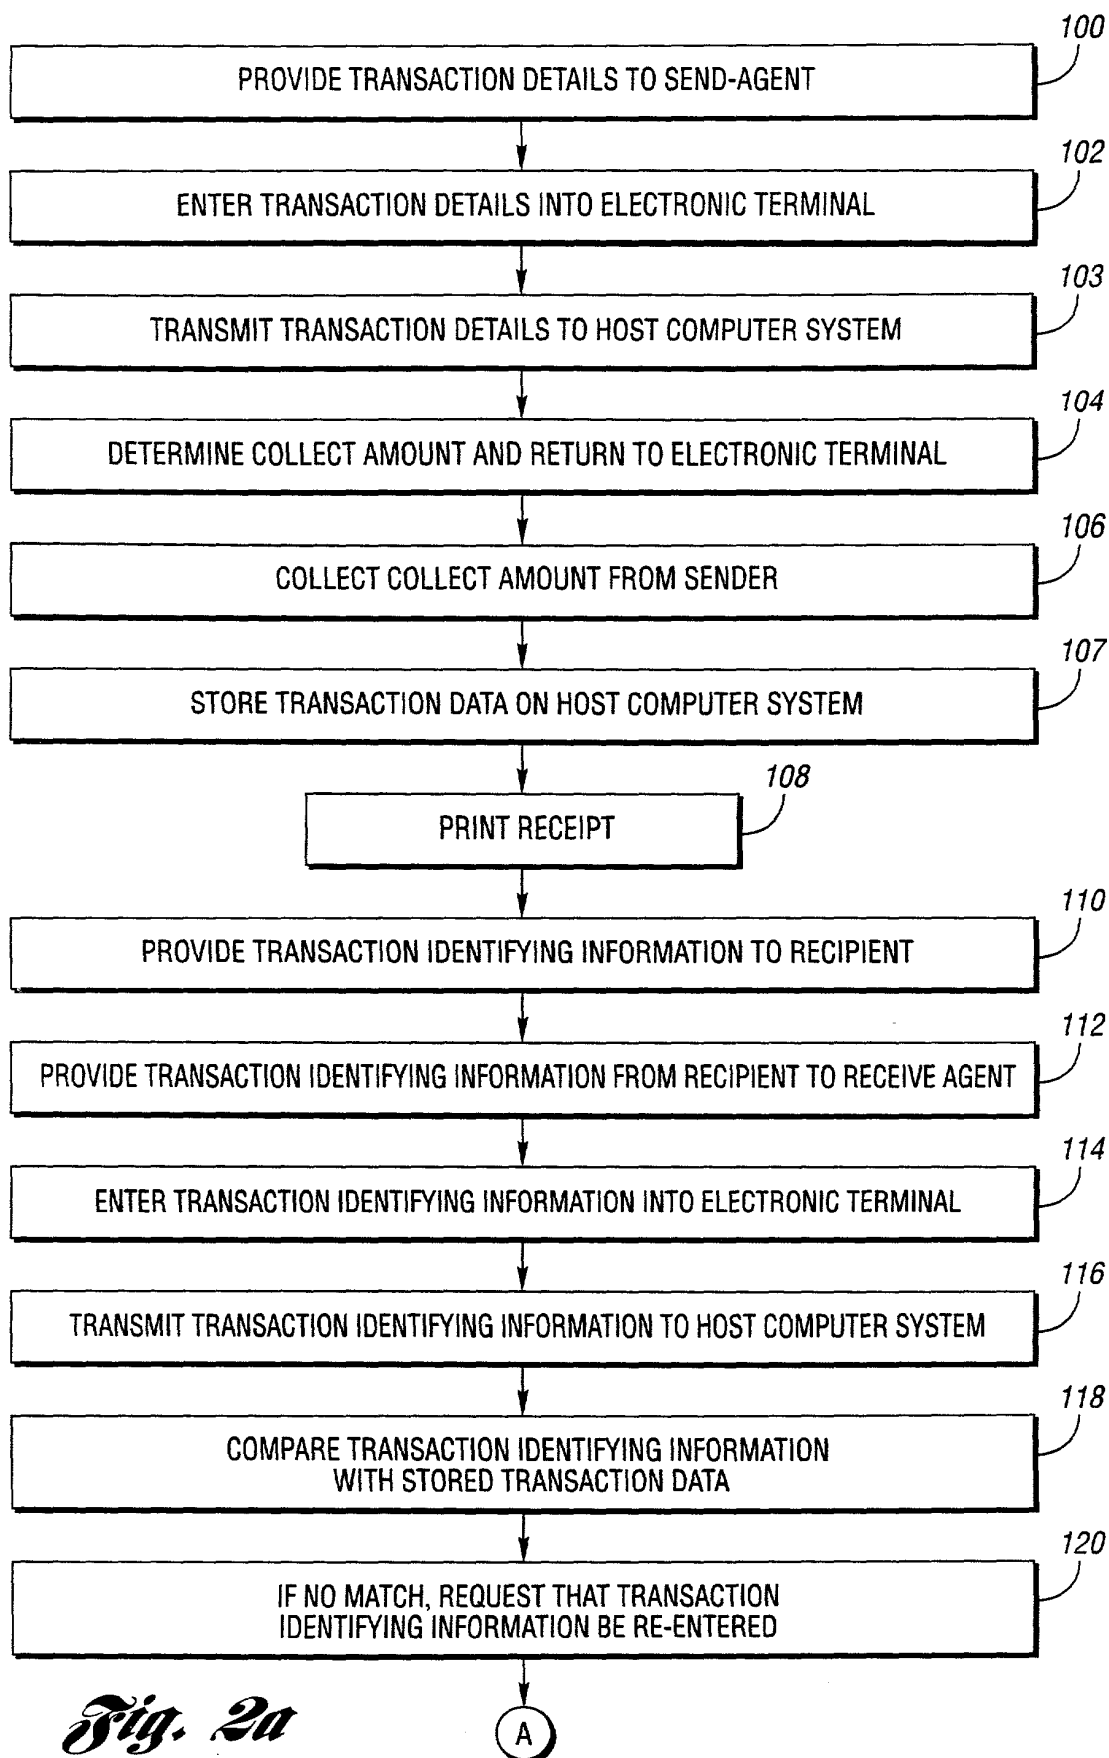 100
PROVIDE TRANSACTION DETAILS TO SEND-AGENT
102
ENTER TRANSACTION DETAILS INTO ELECTRONIC TERMINAL
103
TRANSMIT TRANSACTION DETAILS TO HOST COMPUTER SYSTEM
104
DETERMINE COLLECT AMOUNT AND RETURN TO ELECTRONIC TERMINAL
106
COLLECT COLLECT AMOUNT FROM SENDER
107
STORE TRANSACTION DATA ON HOST COMPUTER SYSTEM
108
PRINT RECEIPT
110
PROVIDE TRANSACTION IDENTIFYING INFORMATION TO RECIPIENT
112
PROVIDE TRANSACTION IDENTIFYING INFORMATION FROM RECIPIENT TO RECEIVE AGENT
114
ENTER TRANSACTION IDENTIFYING INFORMATION INTO ELECTRONIC TERMINAL
116
TRANSMIT TRANSACTION IDENTIFYING INFORMATION TO HOST COMPUTER SYSTEM
118
COMPARE TRANSACTION IDENTIFYING INFORMATION
WITH STORED TRANSACTION DATA
120
IF NO MATCH, REQUEST THAT TRANSACTION
IDENTIFYING INFORMATION BE RE-ENTERED
Fig. 2a
A